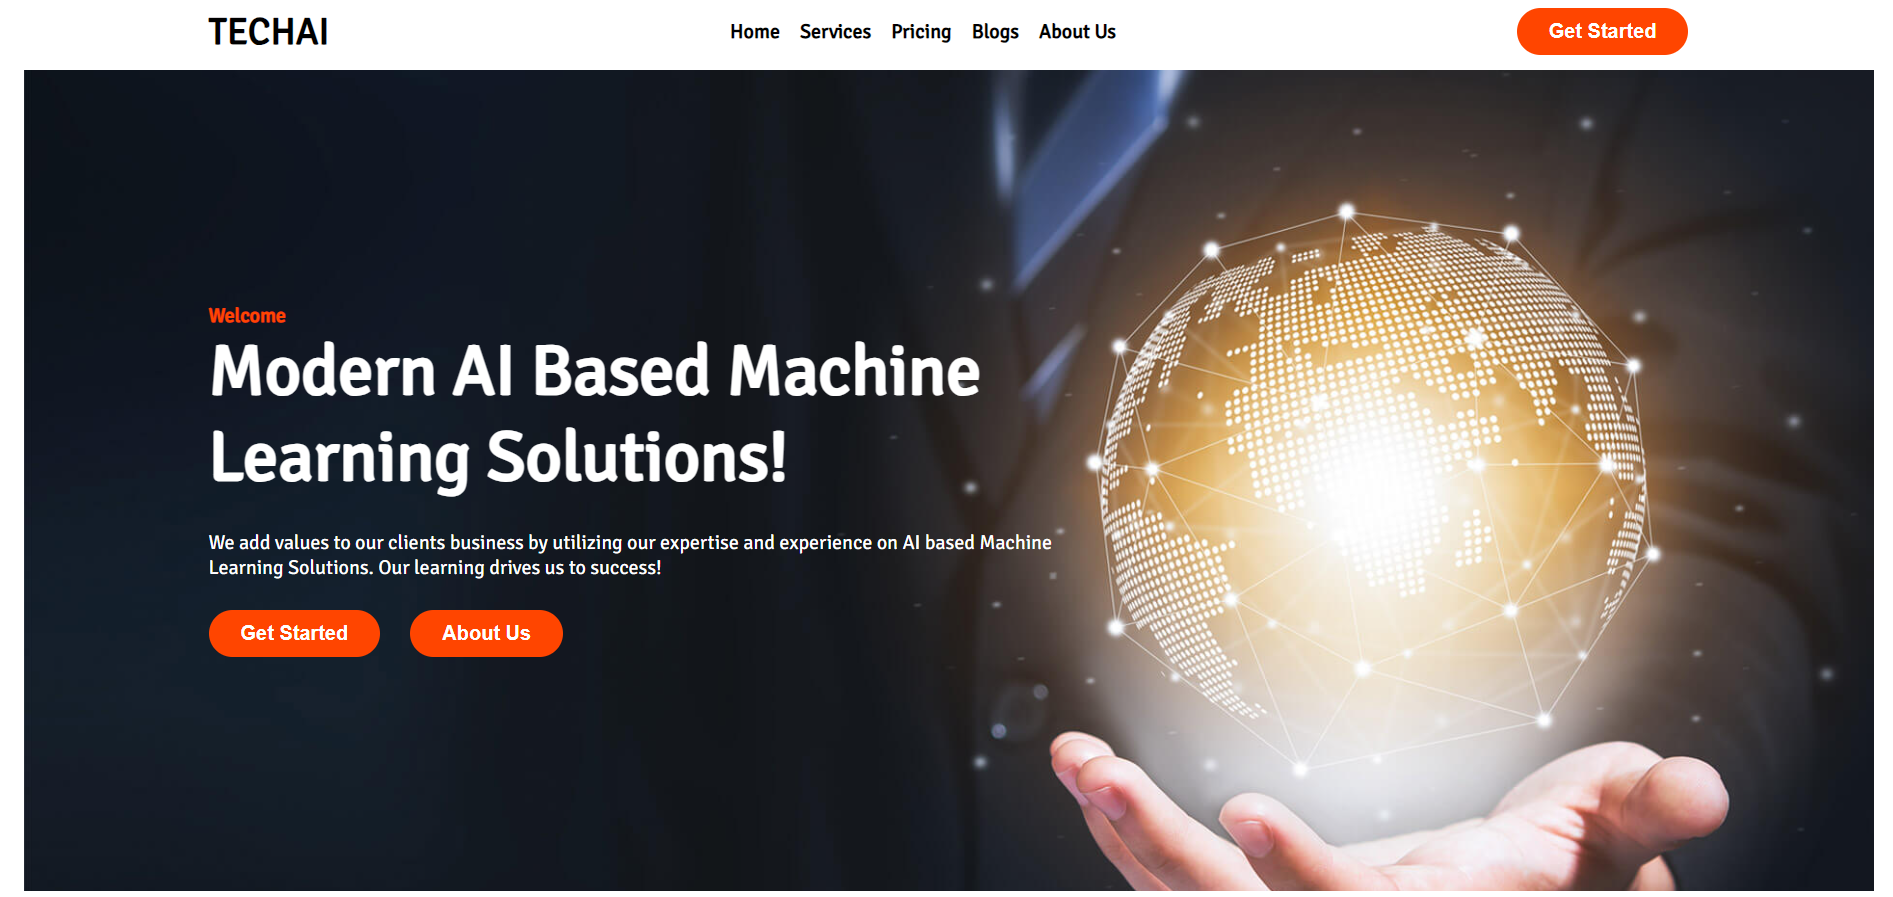 TECHAI
Home Services Pricing Blogs About Us
Get Started
Welcome
Modern AI Based Machine
Learning Solutions!
We add values to our clients business by utilizing our expertise and experience on AI based Machine
Learning Solutions. Our learning drives us to success!
Get Started
About Us